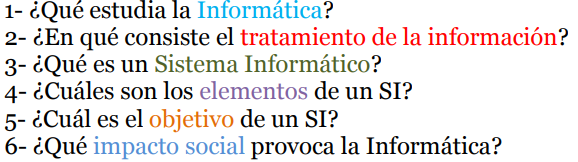 1- ¿Qué estudia la Informática?
2- ¿En qué consiste el tratamiento de la información?
3- ¿Qué es un Sistema Informático?
4- ¿Cuáles son los elementos de un SI?
5- ¿Cuál es el objetivo de un SI?
6- ¿Qué impacto social provoca la Informática?